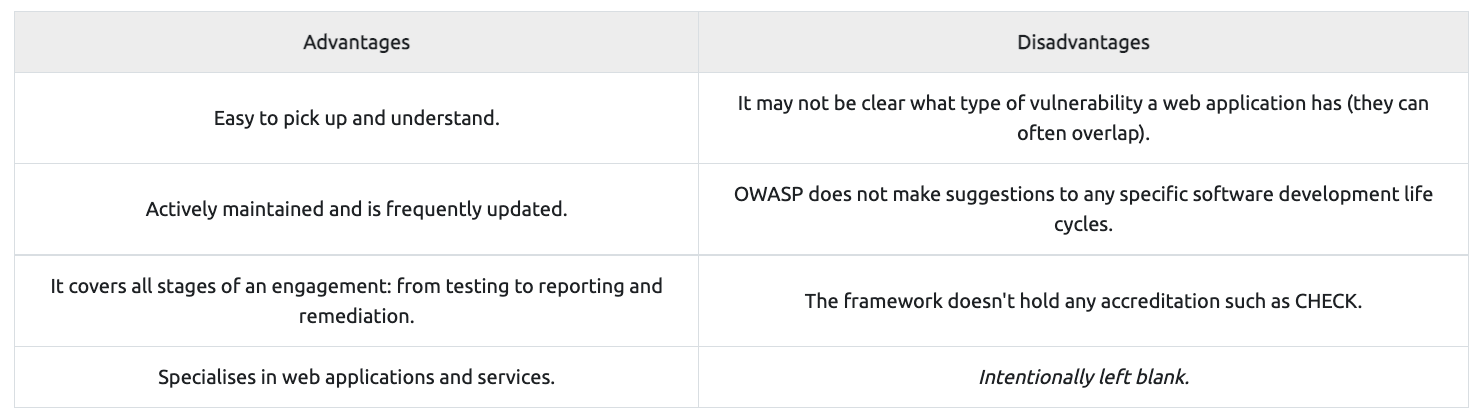 Advantages
Disadvantages
Easy to pick up and understand.
It may not be clear what type of vulnerability a web application has (they can
often overlap).
Actively maintained and is frequently updated.
OWASP does not make suggestions to any specific software development life
cycles.
It covers all stages of an engagement: from testing to reporting and
remediation.
The framework doesn't hold any accreditation such as CHECK.
Specialises in web applications and services.
Intentionally left blank.